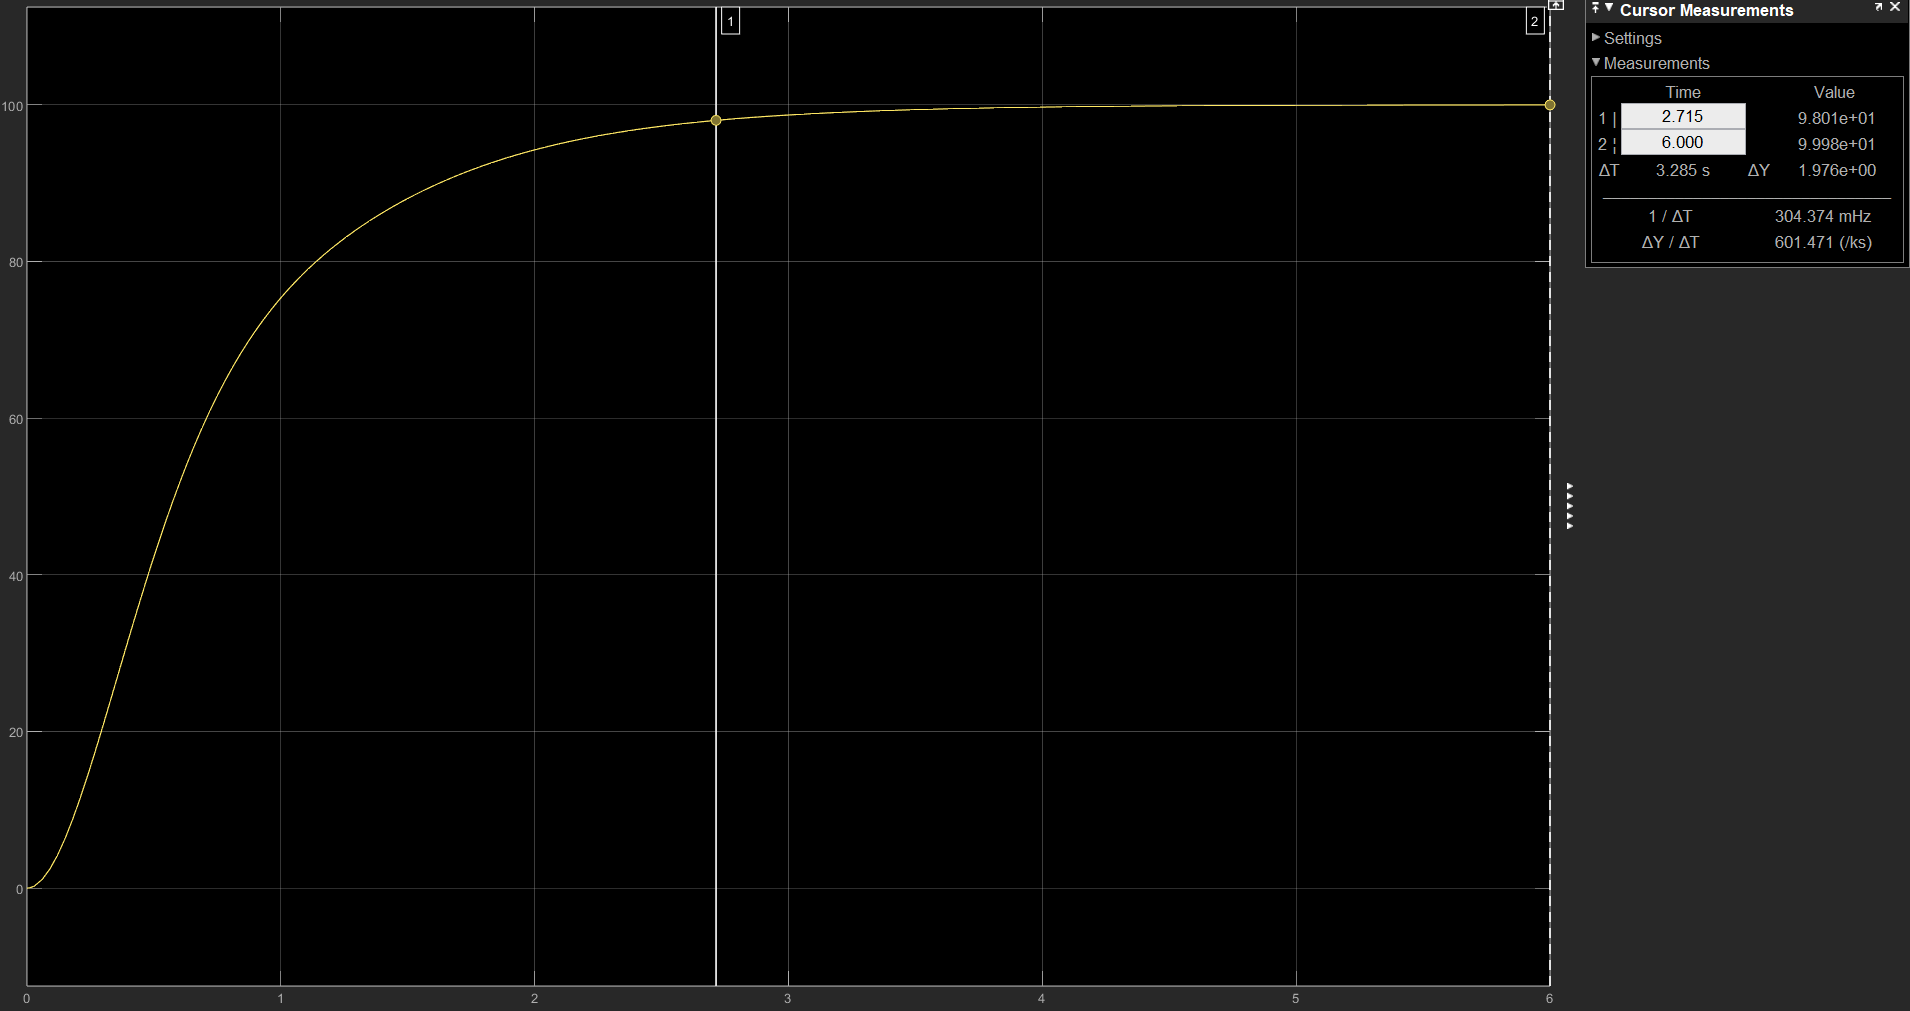 1
2
100
80
60
40
20
0
0 1 2 3 4 5 6
Cursor Measurements
Settings
Measurements
Time Value
1 | 2.715 9.801e+01
2 ¦ 6.000 9.998e+01
ΔT 3.285 s ΔY 1.976e+00
1 / ΔT 304.374 mHz
ΔY / ΔT 601.471 (/ks)